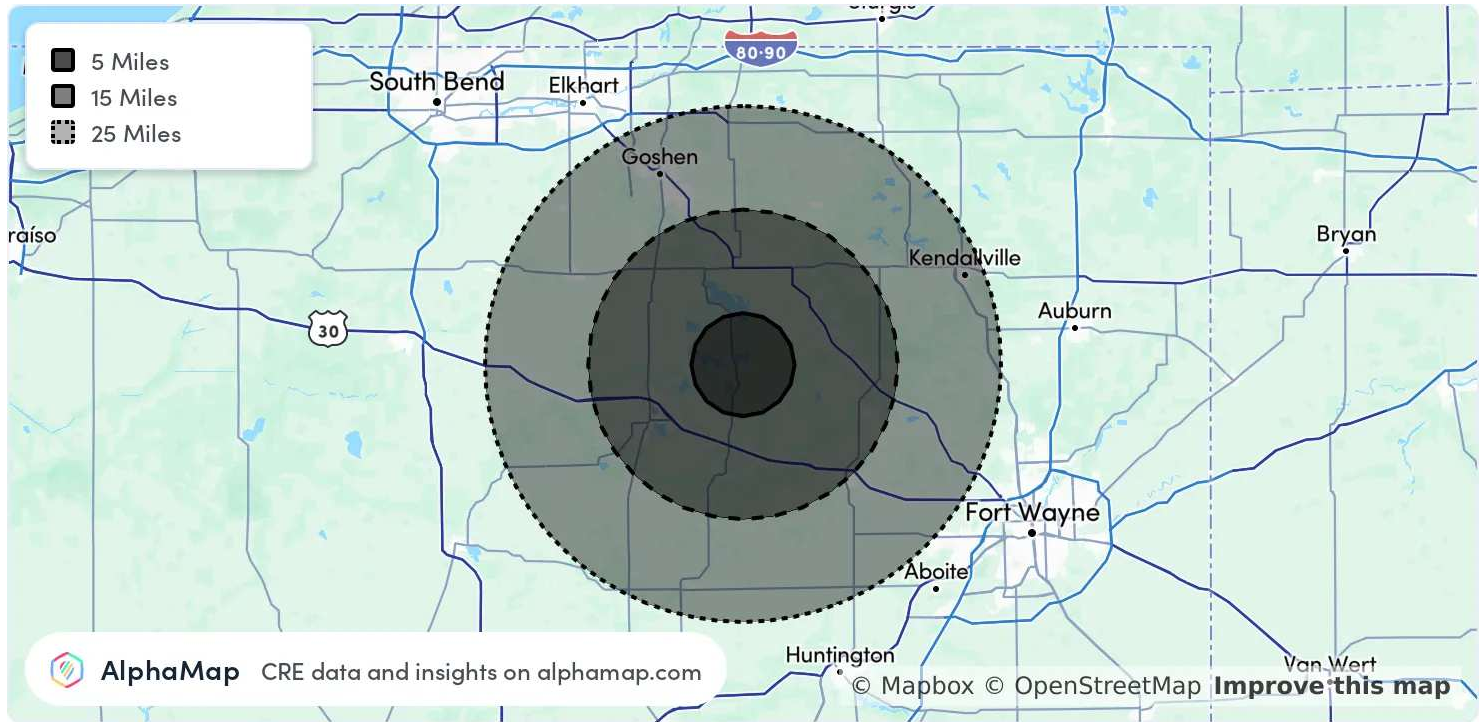 80-90
5 Miles
15 Miles
25 Miles
South Bend
Elkhart
Goshen
raíso
Bryan
Kendallville
30
Auburn
Fort Wayne
Aboite
Huntington
Van Wert
AlphaMap CRE data and insights on alphamap.com
© Mapbox © OpenStreetMap Improve this map